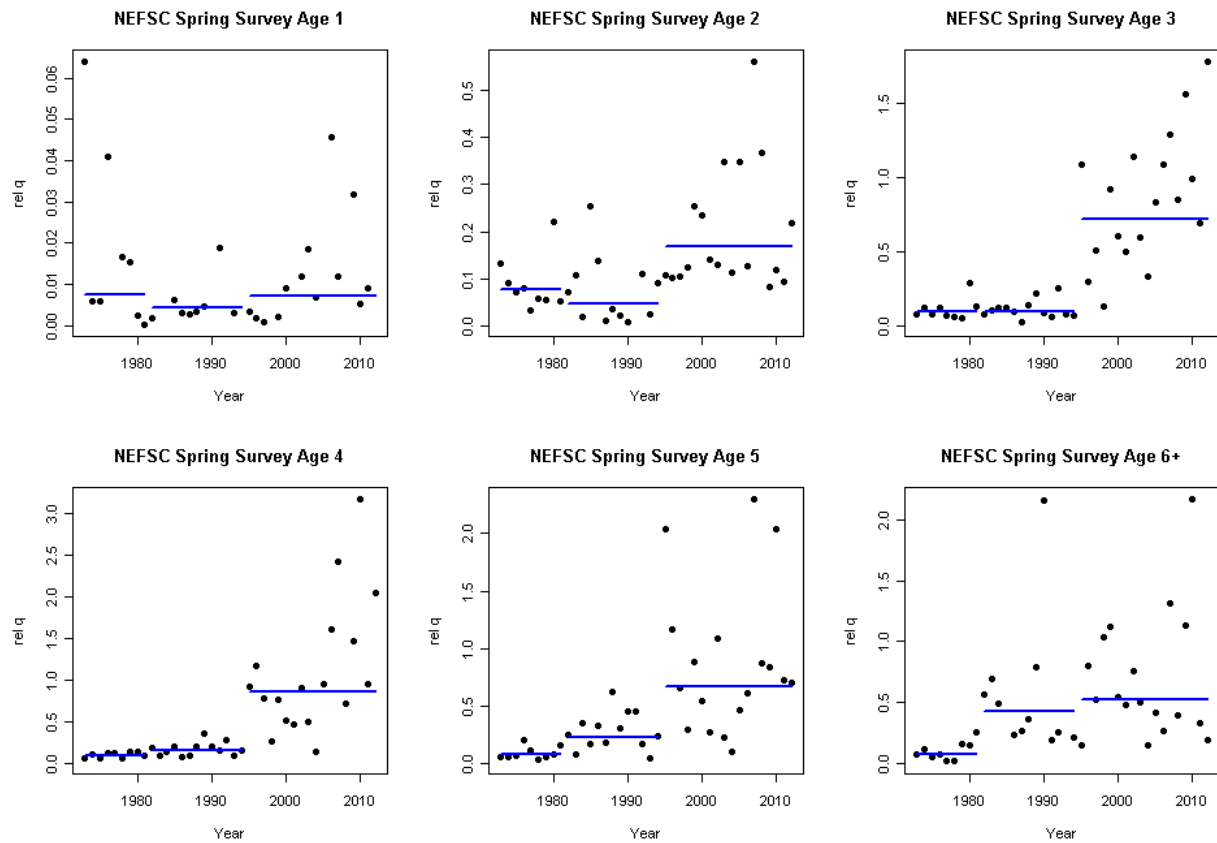 NEFSC Spring Survey Age 1
rel q
0.00 0.01 0.02 0.03 0.04 0.05 0.06
1980 1990 2000 2010
Year
NEFSC Spring Survey Age 2
rel q
0.0 0.1 0.2 0.3 0.4 0.5
1980 1990 2000 2010
Year
NEFSC Spring Survey Age 3
rel q
0.0 0.5 1.0 1.5
1980 1990 2000 2010
Year
NEFSC Spring Survey Age 4
rel q
0.0 0.5 1.0 1.5 2.0 2.5 3.0
1980 1990 2000 2010
Year
NEFSC Spring Survey Age 5
rel q
0.0 0.5 1.0 1.5 2.0
1980 1990 2000 2010
Year
NEFSC Spring Survey Age 6+
rel q
0.0 0.5 1.0 1.5 2.0
1980 1990 2000 2010
Year